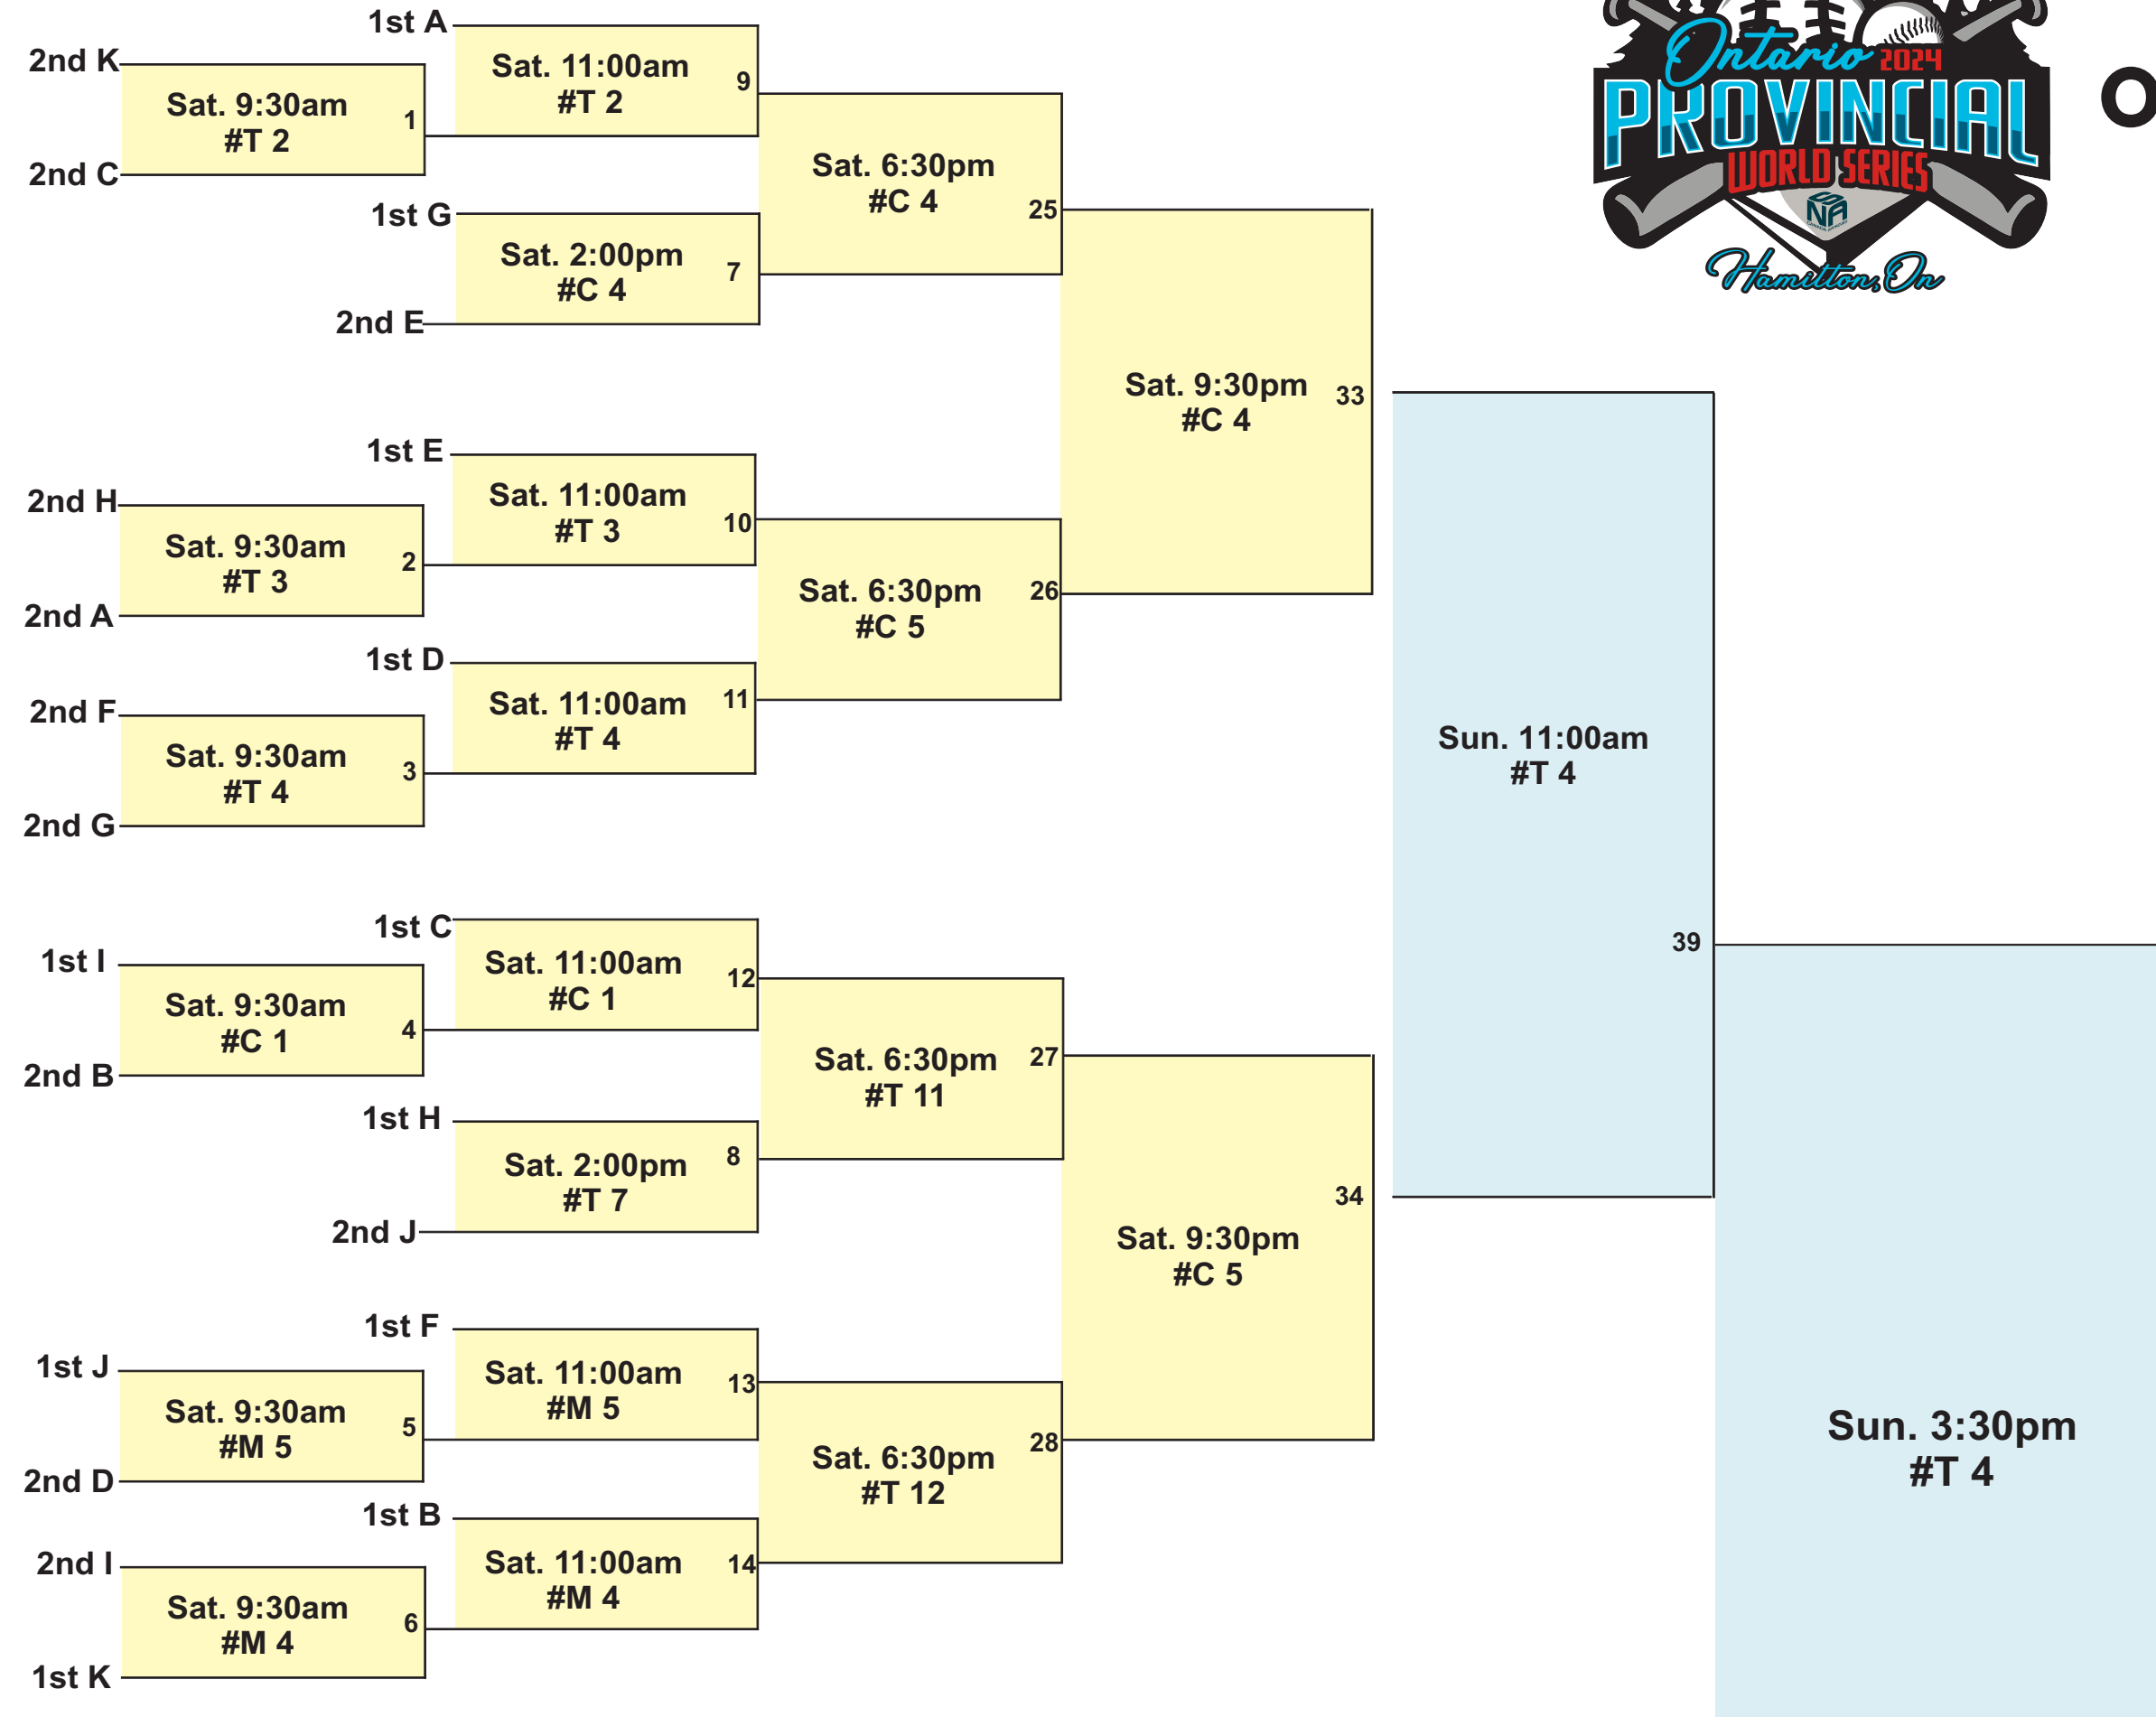 1st A
2nd K
Sat. 9:30am
#T 2
1
2nd C
Sat. 11:00am
#T 2
9
1st G
Sat. 2:00pm
#C 4
7
2nd E
Sat. 6:30pm
#C 4
25
1st E
2nd H
Sat. 9:30am
#T 3
2
2nd A
Sat. 11:00am
#T 3
10
1st D
2nd F
Sat. 9:30am
#T 4
3
2nd G
Sat. 11:00am
#T 4
11
Sat. 6:30pm
#C 5
26
Sat. 9:30pm
#C 4
33
1st C
1st I
Sat. 9:30am
#C 1
4
2nd B
Sat. 11:00am
#C 1
12
1st H
Sat. 2:00pm
#T 7
8
2nd J
Sat. 6:30pm
#T 11
27
1st F
1st J
Sat. 9:30am
#M 5
5
2nd D
Sat. 11:00am
#M 5
13
1st B
2nd I
Sat. 9:30am
#M 4
6
1st K
Sat. 11:00am
#M 4
14
Sat. 6:30pm
#T 12
28
Sat. 9:30pm
#C 5
34
Sun. 11:00am
#T 4
39
Sun. 3:30pm
#T 4
Ontario 2024
PROVINCIAL
WORLD SERIES
Hamilton, On